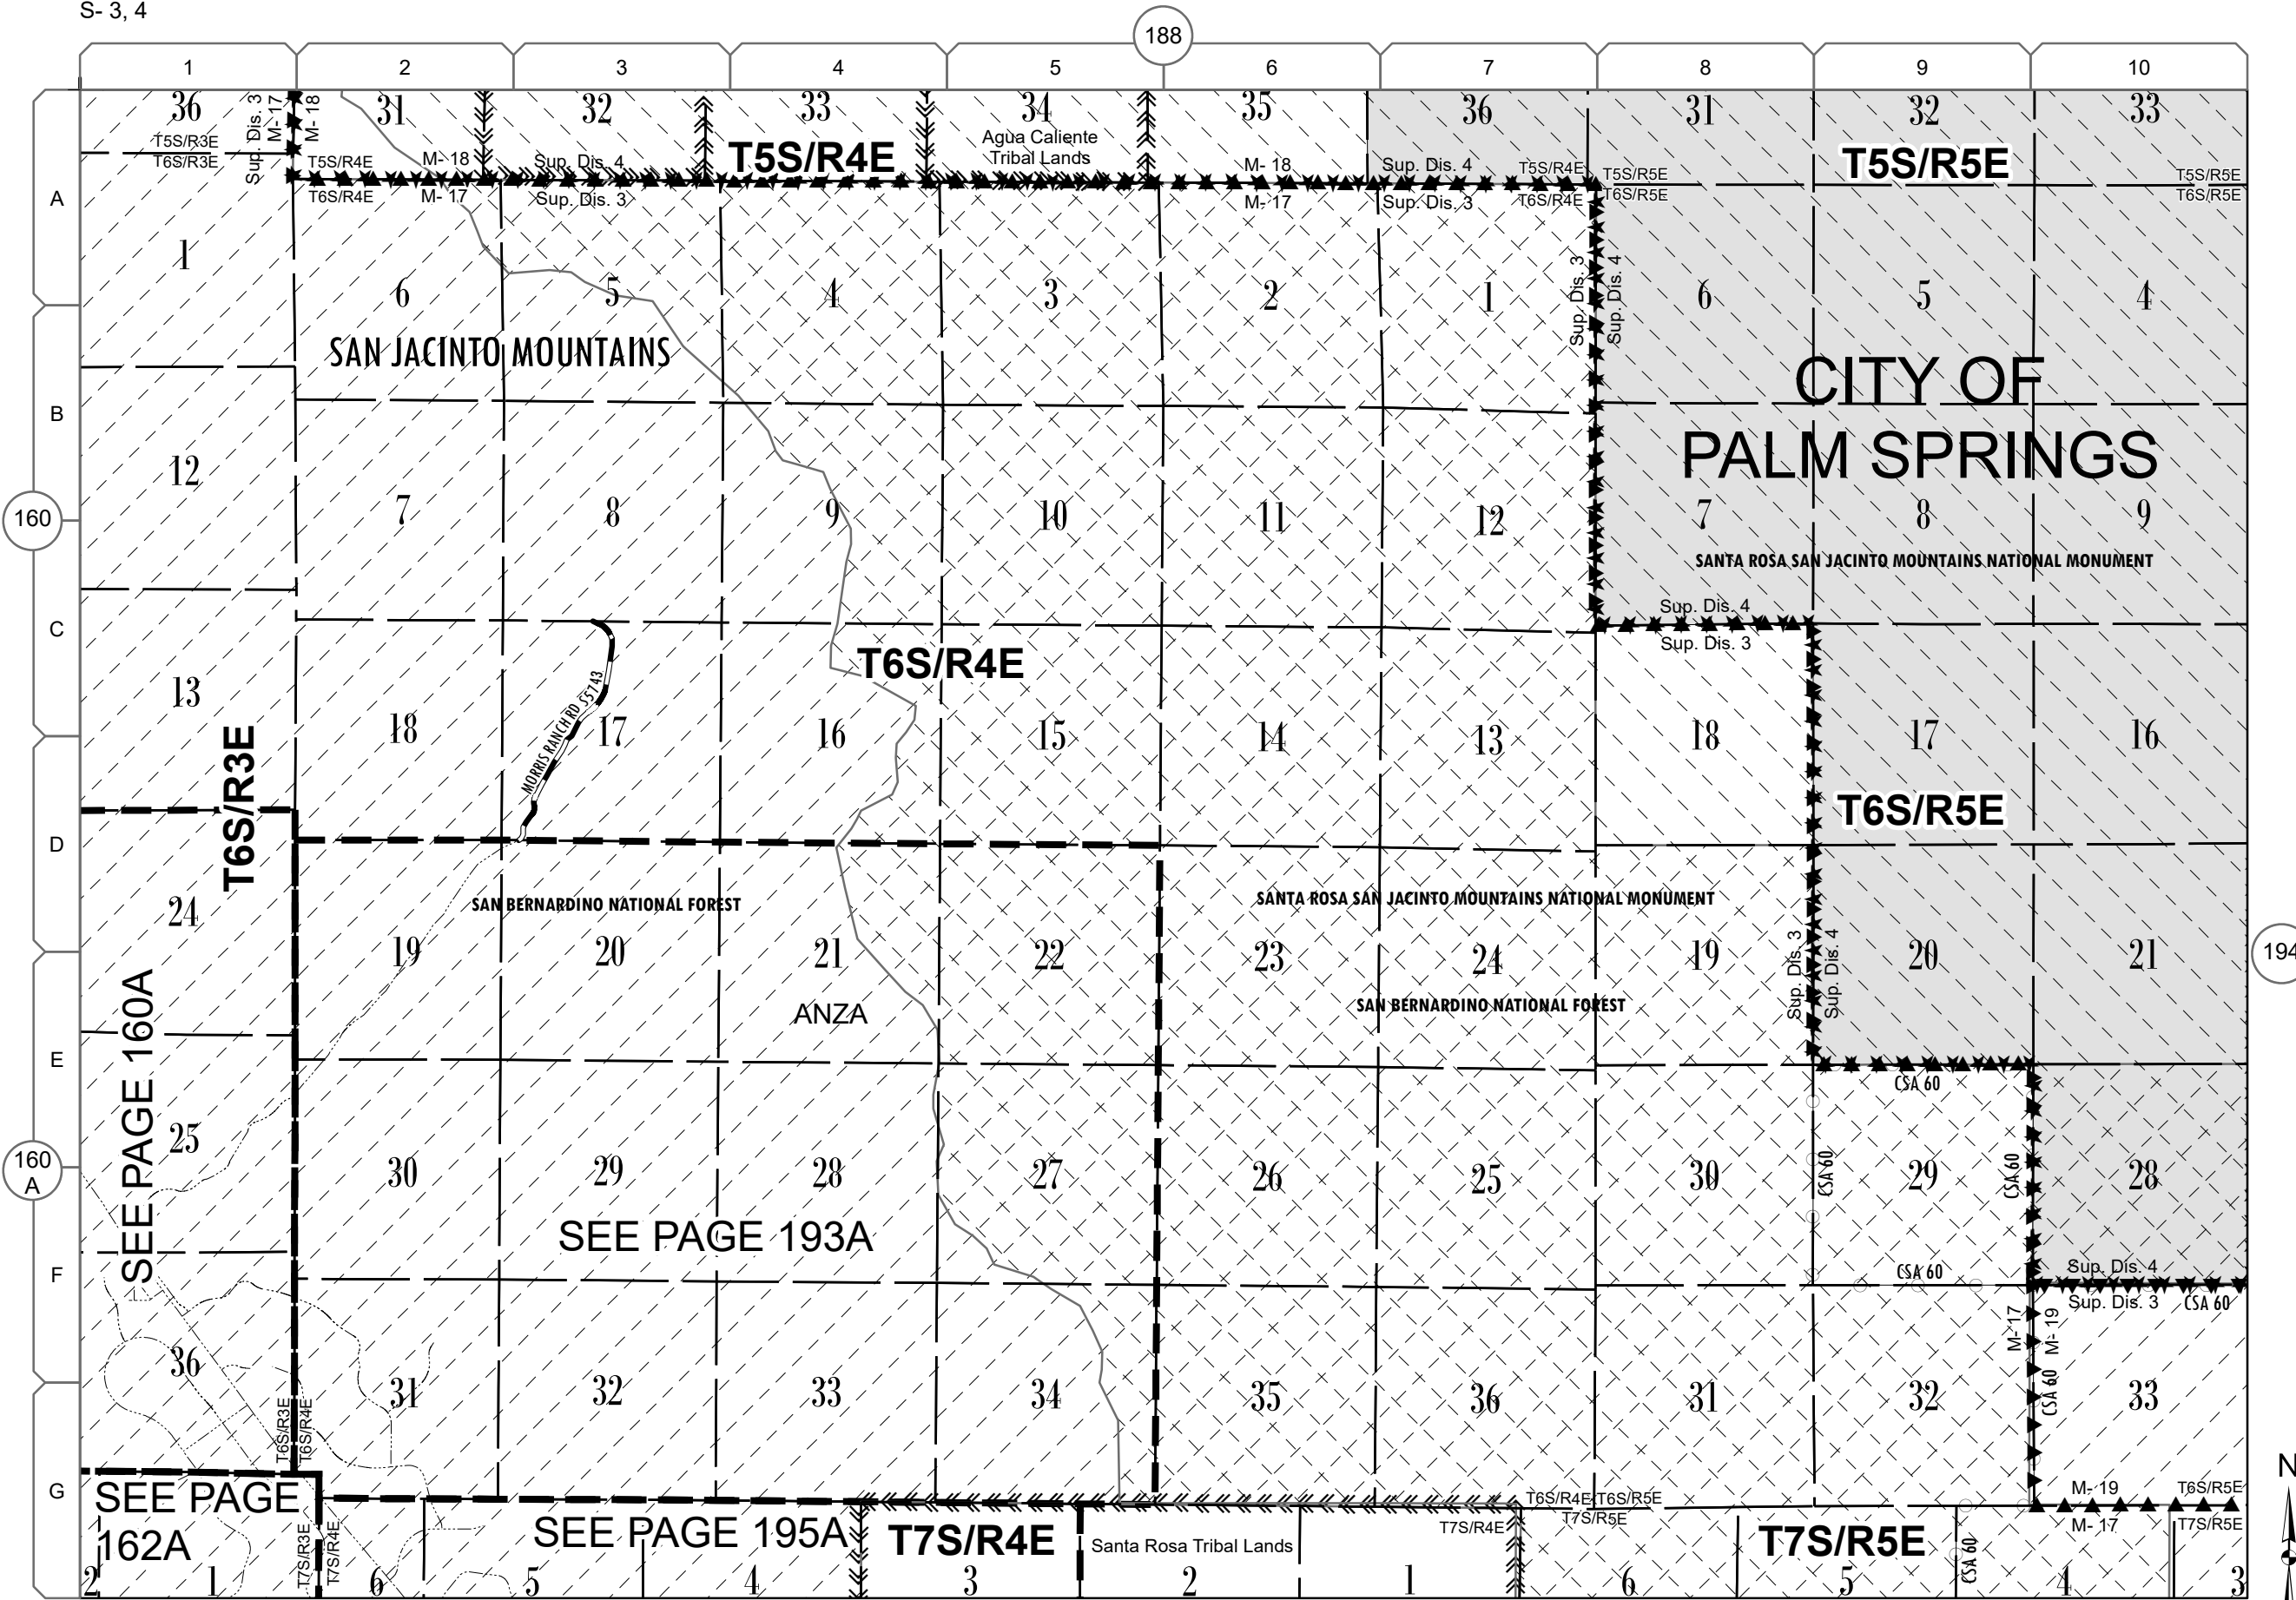 S- 3, 4
188
1 2 3 4 5 6 7 8 9 10
36 31 32 33 34 35 36 31 32 33
Sup. Dis. 3
M- 17
M- 18
T5S/R3E
T6S/R3E
T5S/R4E
T6S/R4E
M- 18
M- 17
Sup. Dis. 4
Sup. Dis. 3
T5S/R4E
Agua Caliente
Tribal Lands
M- 18
M- 17
Sup. Dis. 4
Sup. Dis. 3
T5S/R4E
T6S/R4E
T5S/R5E
T6S/R5E
T5S/R5E
T5S/R5E
T6S/R5E
A
1 6 5 4 3 2 1 6 5 4
Sup. Dis. 3
Sup. Dis. 4
SAN JACINTO MOUNTAINS
CITY OF
PALM SPRINGS
B
12 7 8 9 10 11 12 7 8 9
160
SANTA ROSA SAN JACINTO MOUNTAINS NATIONAL MONUMENT
C
Sup. Dis. 4
Sup. Dis. 3
T6S/R4E
13 18 17 16 15 14 13 18 17 16
MORRIS RANCH RD 5S743
T6S/R3E
T6S/R5E
D
SAN BERNARDINO NATIONAL FOREST
SANTA ROSA SAN JACINTO MOUNTAINS NATIONAL MONUMENT
24 19 20 21 22 23 24 19 20 21
194
Sup. Dis. 3
Sup. Dis. 4
ANZA
SAN BERNARDINO NATIONAL FOREST
SEE PAGE 160A
E
CSA 60
25 30 29 28 27 26 25 30 29 28
160
A
CSA 60
CSA 60
SEE PAGE 193A
F
CSA 60
Sup. Dis. 4
Sup. Dis. 3
CSA 60
M- 17
M- 19
CSA 60
36 31 32 33 34 35 36 31 32 33
T6S/R3E
T6S/R4E
G
SEE PAGE
162A
T7S/R3E
T7S/R4E
SEE PAGE 195A
T7S/R4E
Santa Rosa Tribal Lands
T6S/R4E
T7S/R4E
T6S/R5E
T7S/R5E
T7S/R5E
CSA 60
M- 19
M- 17
T6S/R5E
T7S/R5E
2 1 6 5 4 3 2 1 6 5 4 3
N